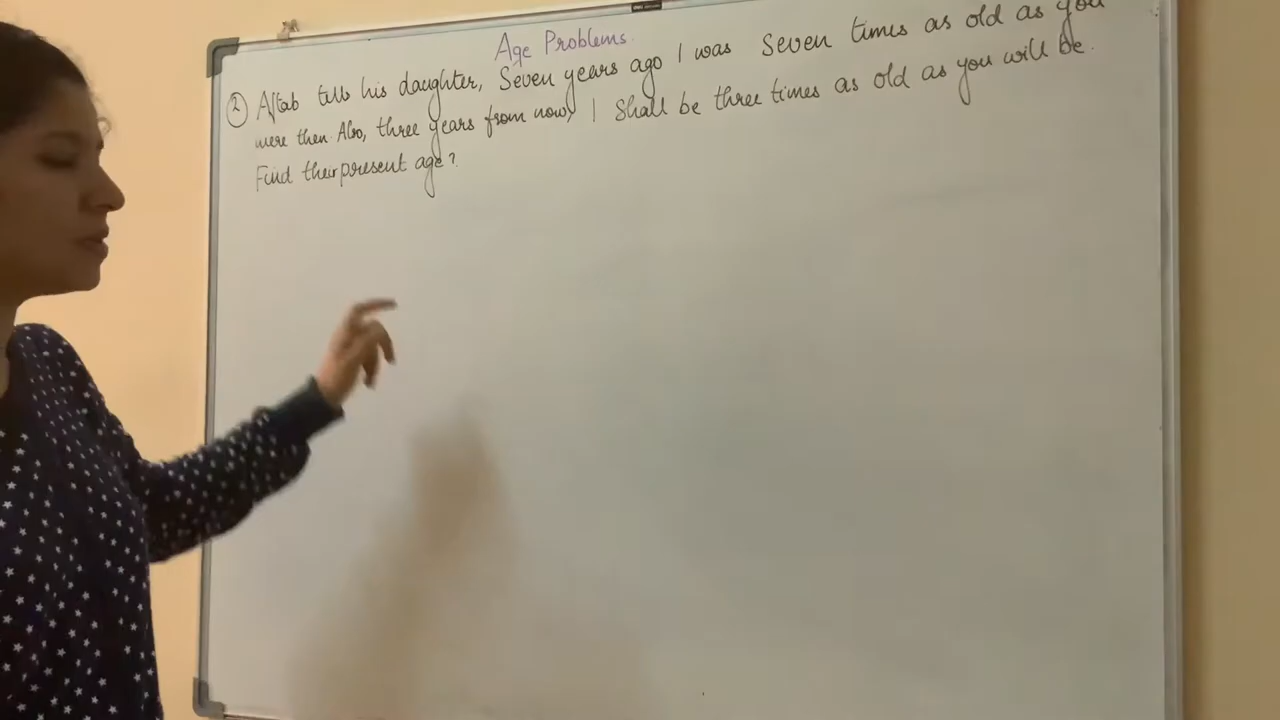 Age Problems.
② Aftab tells his daughter, Seven years ago I was seven times as old as you
were then. Also, three years from now, I shall be three times as old as you will be.
Find their present age?